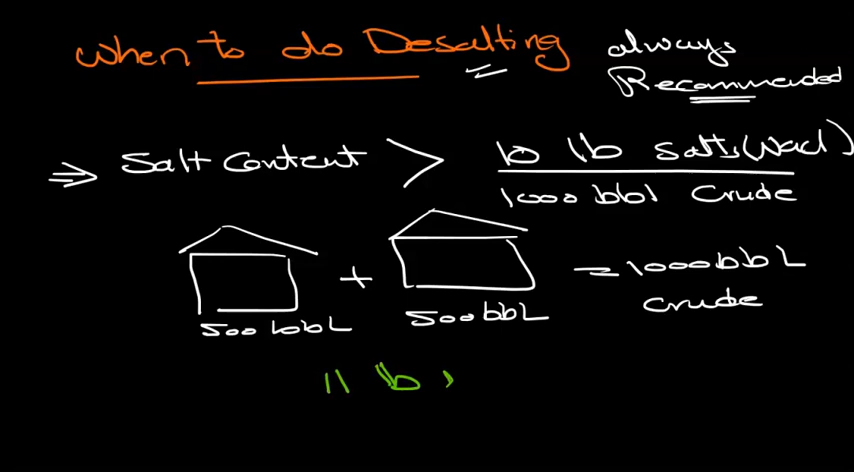 when to do Desalting always
Recommended
⇒ Salt Content > 10 lb salts(Nacl)
1000 bbl Crude
500 bbL + 500 bbL = 1000 bbL
Crude
11 lb